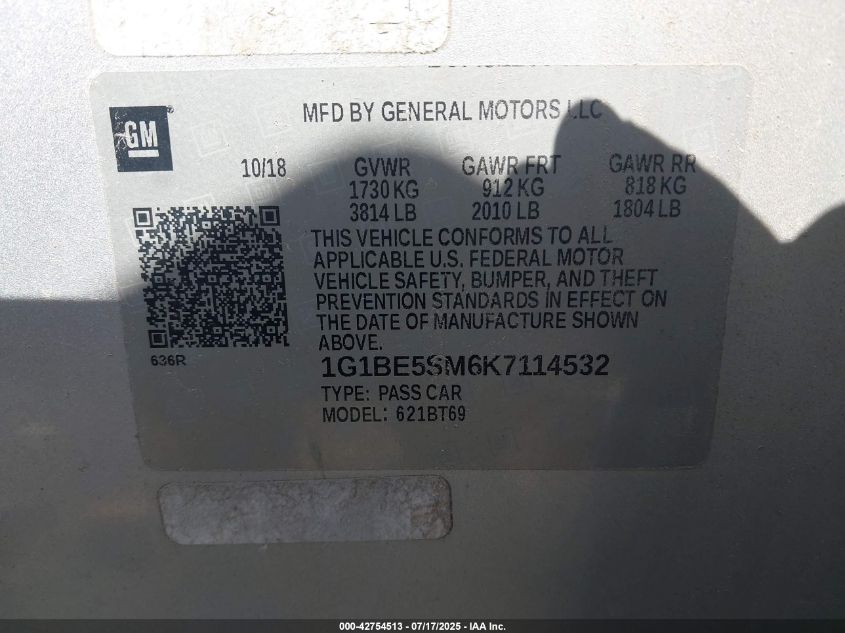 MFD BY GENERAL MOTORS LLC
GM
10/18 GVWR GAWR FRT GAWR RR
1730 KG 912 KG 818 KG
3814 LB 2010 LB 1804 LB
THIS VEHICLE CONFORMS TO ALL
APPLICABLE U.S. FEDERAL MOTOR
VEHICLE SAFETY, BUMPER, AND THEFT
PREVENTION STANDARDS IN EFFECT ON
THE DATE OF MANUFACTURE SHOWN
ABOVE.
636R
1G1BE5SM6K7114532
TYPE: PASS CAR
MODEL: 621BT69
000-42754513 - 07/17/2025 - IAA Inc.